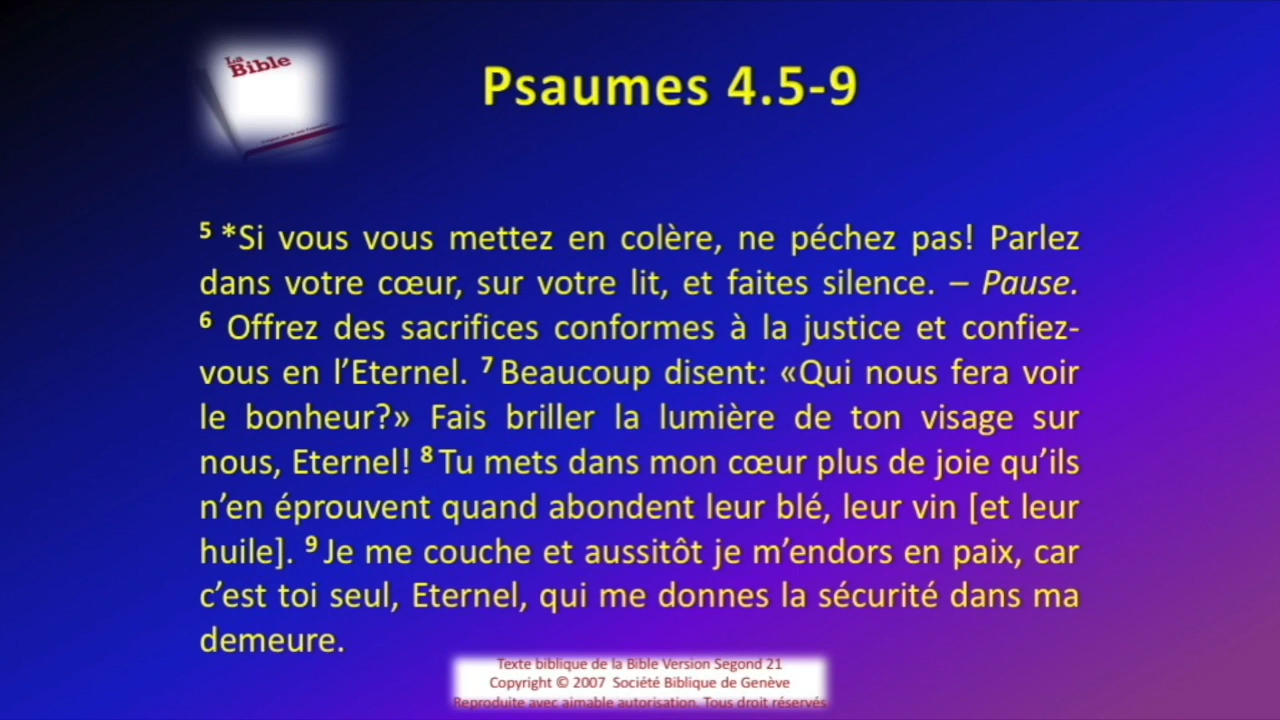 La
Bible
Psaumes 4.5-9
5 *Si vous vous mettez en colère, ne péchez pas! Parlez
dans votre cœur, sur votre lit, et faites silence. – Pause.
6 Offrez des sacrifices conformes à la justice et confiez-
vous en l’Eternel. 7 Beaucoup disent: «Qui nous fera voir
le bonheur?» Fais briller la lumière de ton visage sur
nous, Eternel! 8 Tu mets dans mon cœur plus de joie qu’ils
n’en éprouvent quand abondent leur blé, leur vin [et leur
huile]. 9 Je me couche et aussitôt je m’endors en paix, car
c’est toi seul, Eternel, qui me donnes la sécurité dans ma
demeure.
Texte biblique de la Bible Version Segond 21
Copyright © 2007 Société Biblique de Genève
Reproduite avec aimable autorisation. Tous droit réservés